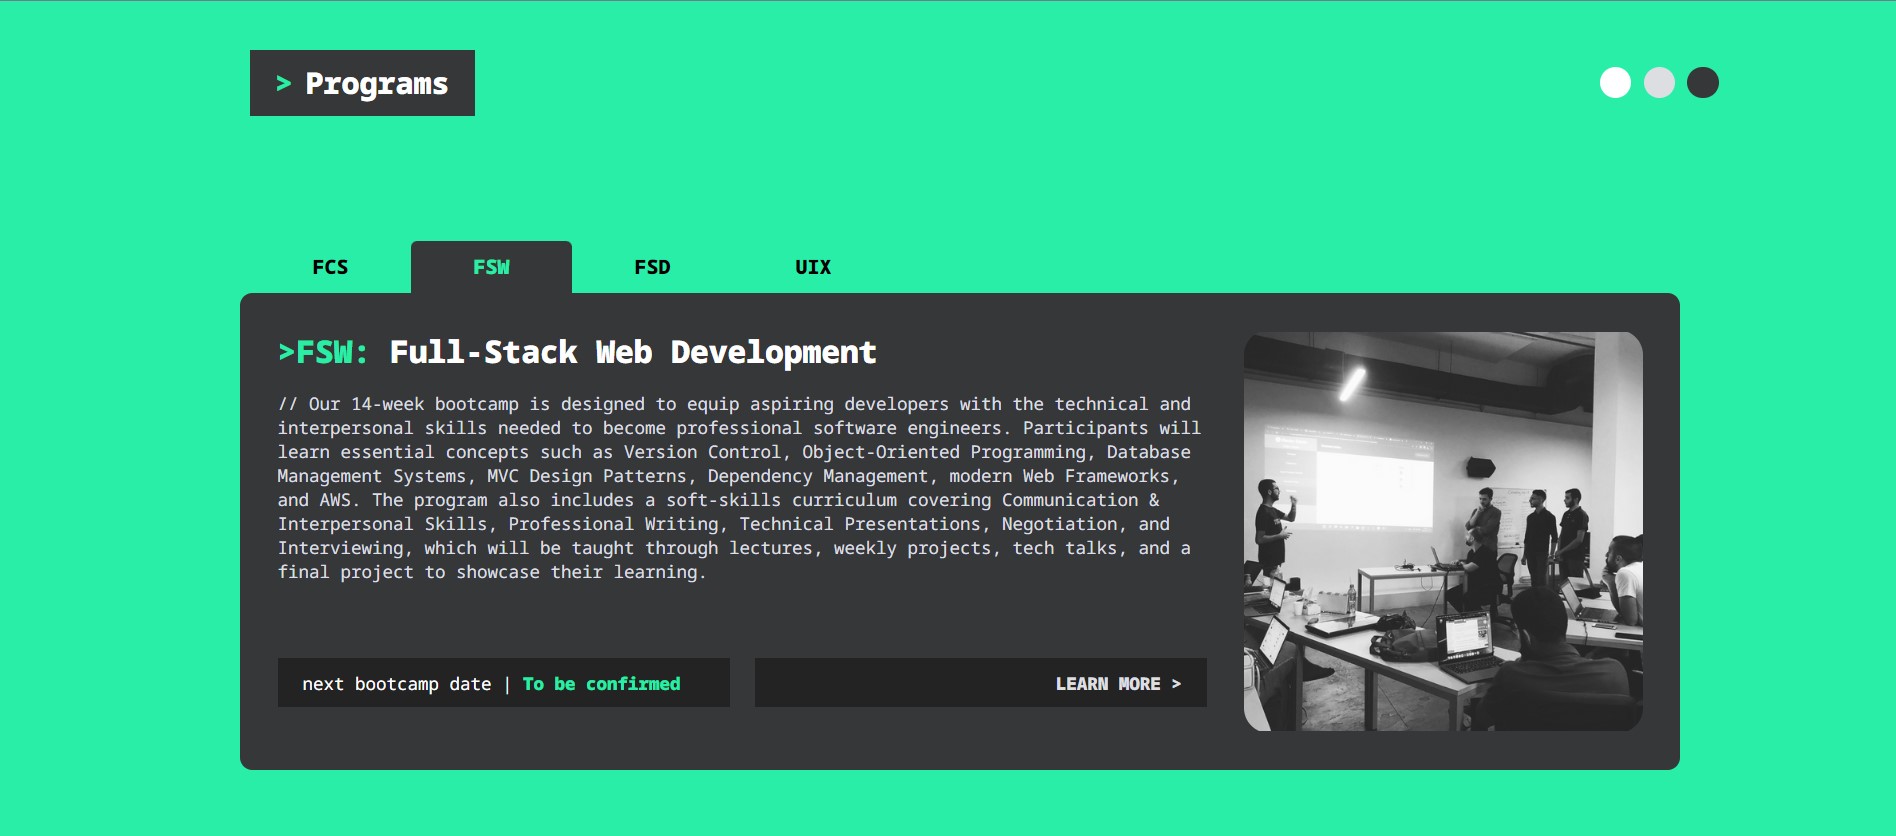 > Programs
FCS FSW FSD UIX
>FSW: Full-Stack Web Development
// Our 14-week bootcamp is designed to equip aspiring developers with the technical and
interpersonal skills needed to become professional software engineers. Participants will
learn essential concepts such as Version Control, Object-Oriented Programming, Database
Management Systems, MVC Design Patterns, Dependency Management, modern Web Frameworks,
and AWS. The program also includes a soft-skills curriculum covering Communication &
Interpersonal Skills, Professional Writing, Technical Presentations, Negotiation, and
Interviewing, which will be taught through lectures, weekly projects, tech talks, and a
final project to showcase their learning.
next bootcamp date | To be confirmed
LEARN MORE >